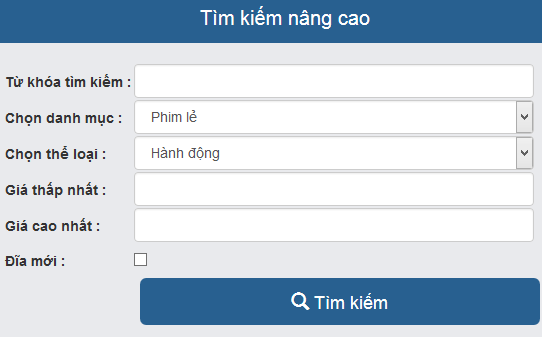 Tìm kiếm nâng cao
Từ khóa tìm kiếm :
Chọn danh mục : Phim lẻ
Chọn thể loại : Hành động
Giá thấp nhất :
Giá cao nhất :
Đĩa mới :
Tìm kiếm